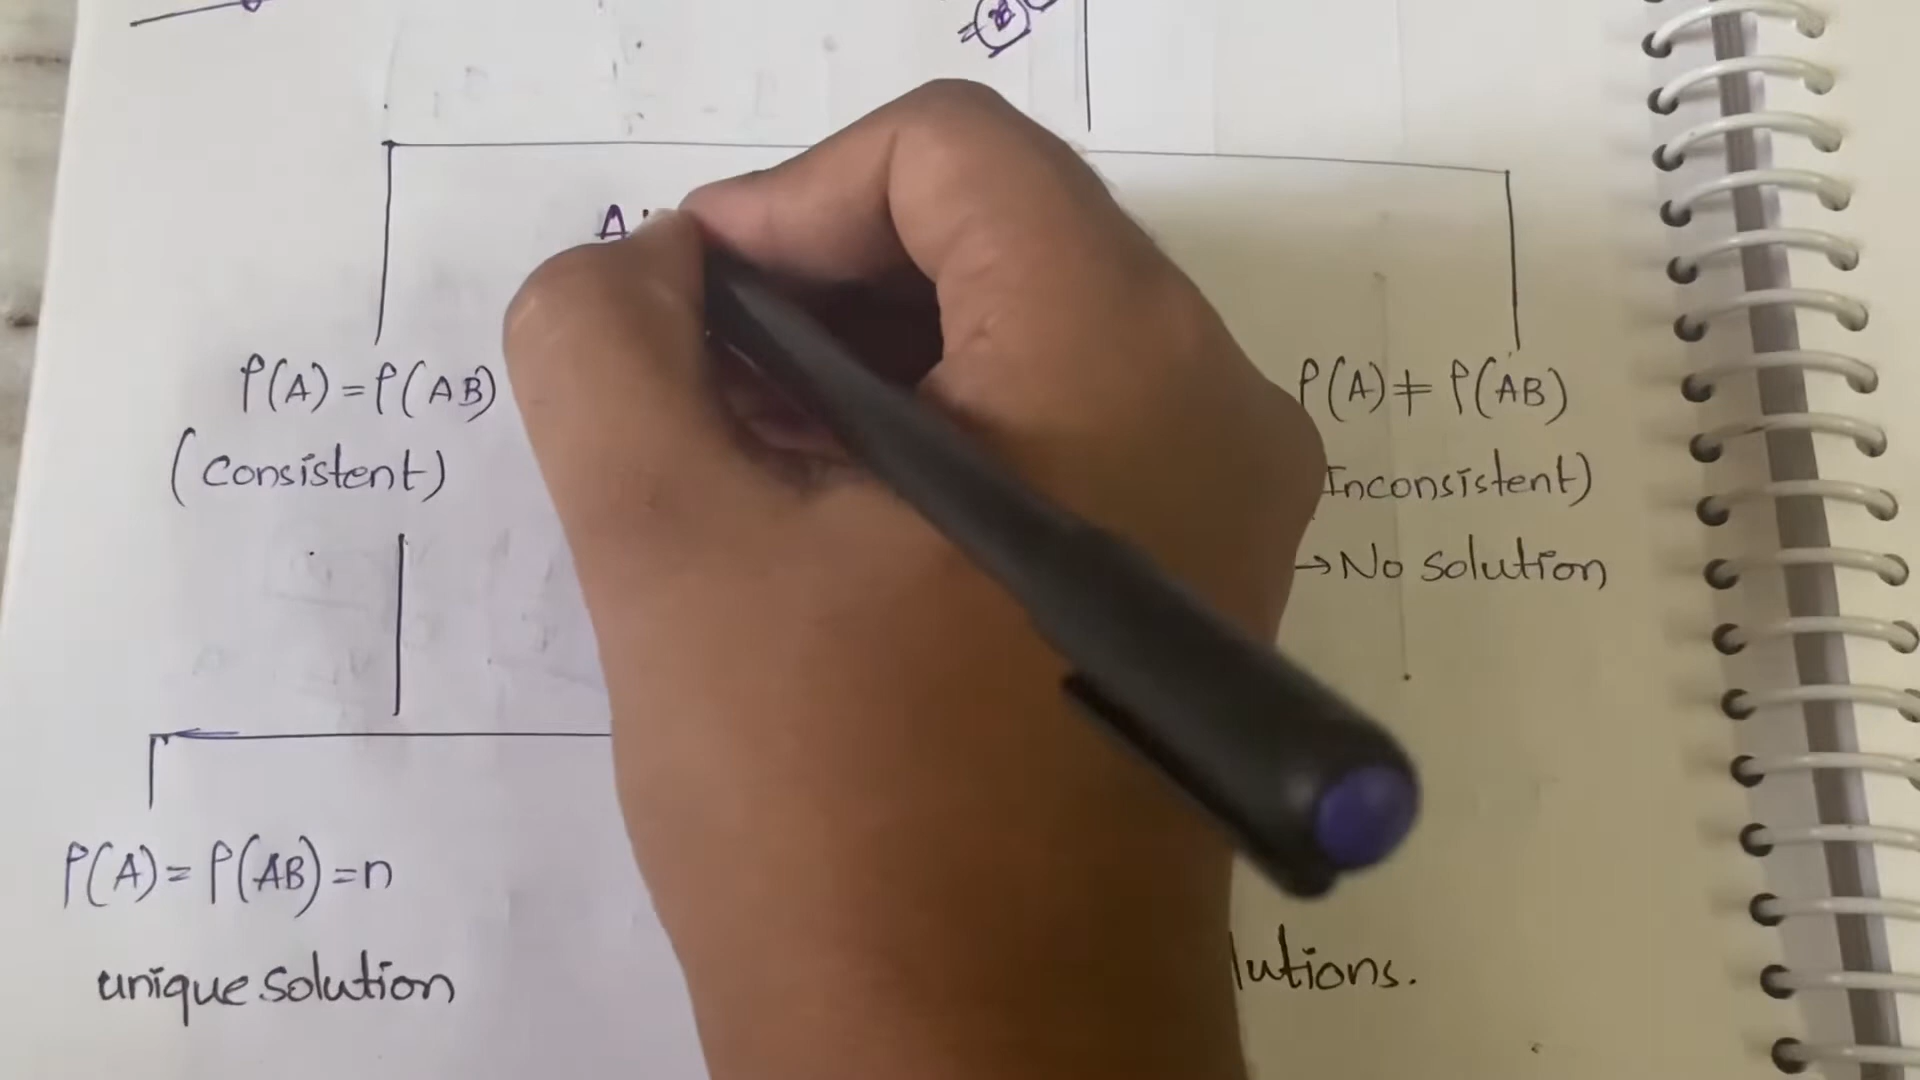 A
ρ(A) = ρ(AB)
ρ(A) ≠ ρ(AB)
(Consistent)
Inconsistent)
→ No solution
ρ(A) = ρ(AB) = n
unique solution
lutions.